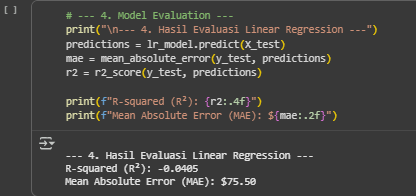 [ ]
# --- 4. Model Evaluation ---
print("\n--- 4. Hasil Evaluasi Linear Regression ---")
predictions = lr_model.predict(X_test)
mae = mean_absolute_error(y_test, predictions)
r2 = r2_score(y_test, predictions)
print(f"R-squared (R²): {r2:.4f}")
print(f"Mean Absolute Error (MAE): ${mae:.2f}")
--- 4. Hasil Evaluasi Linear Regression ---
R-squared (R²): -0.0405
Mean Absolute Error (MAE): $75.50